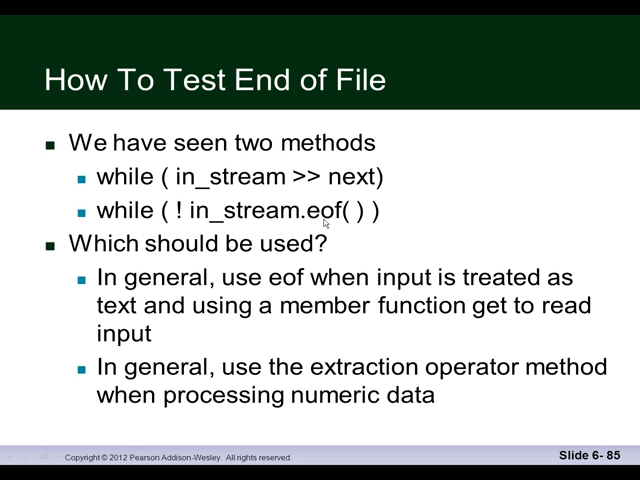 How To Test End of File
We have seen two methods
while ( in_stream >> next)
while ( ! in_stream.eof( ) )
Which should be used?
In general, use eof when input is treated as
text and using a member function get to read
input
In general, use the extraction operator method
when processing numeric data
Copyright © 2012 Pearson Addison-Wesley. All rights reserved.
Slide 6- 85